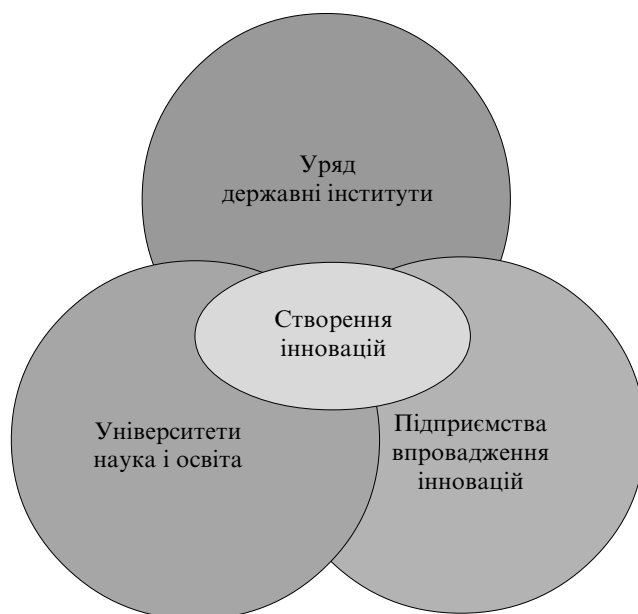 Уряд
державні інститути
Створення
інновацій
Університети
наука і освіта
Підприємства
впровадження
інновацій